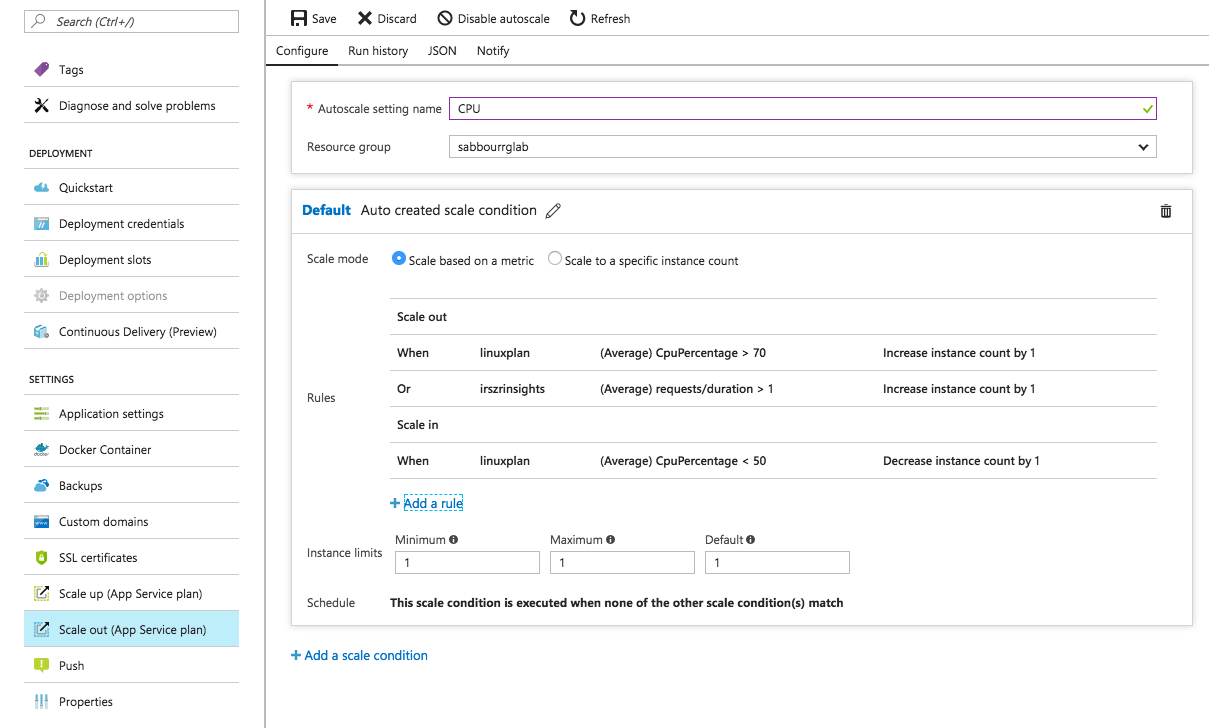 Search (Ctrl+/)
Tags
Diagnose and solve problems
DEPLOYMENT
Quickstart
Deployment credentials
Deployment slots
Deployment options
Continuous Delivery (Preview)
SETTINGS
Application settings
Docker Container
Backups
Custom domains
SSL certificates
Scale up (App Service plan)
Scale out (App Service plan)
Push
Properties
Save Discard Disable autoscale Refresh
Configure Run history JSON Notify
* Autoscale setting name CPU
Resource group sabbourrglab
Default Auto created scale condition
Scale mode Scale based on a metric Scale to a specific instance count
Rules
Scale out
When linuxplan (Average) CpuPercentage > 70 Increase instance count by 1
Or irszrinsights (Average) requests/duration > 1 Increase instance count by 1
Scale in
When linuxplan (Average) CpuPercentage < 50 Decrease instance count by 1
+ Add a rule
Instance limits
Minimum Maximum Default
1 1 1
Schedule This scale condition is executed when none of the other scale condition(s) match
+ Add a scale condition